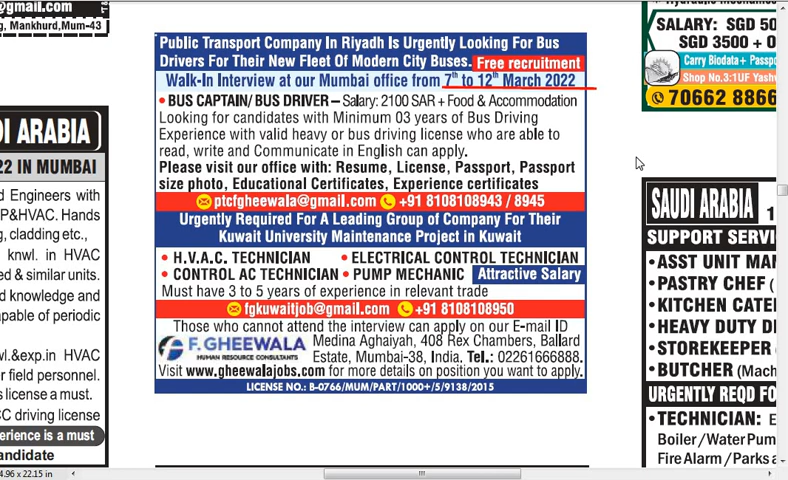 @gmail.com
g, Mankhurd,Mum-43
DI ARABIA
22 IN MUMBAI
d Engineers with
P&HVAC. Hands
g, cladding etc.,
knwl. in HVAC
ed & similar units.
d knowledge and
apable of periodic
wl.&exp.in HVAC
r field personnel.
s license a must.
C driving license
erience is a must
andidate
4.96 x 22.15 in
Public Transport Company In Riyadh Is Urgently Looking For Bus
Drivers For Their New Fleet Of Modern City Buses. Free recruitment
Walk-In Interview at our Mumbai office from 7th to 12th March 2022
• BUS CAPTAIN/ BUS DRIVER – Salary: 2100 SAR + Food & Accommodation
Looking for candidates with Minimum 03 years of Bus Driving
Experience with valid heavy or bus driving license who are able to
read, write and Communicate in English can apply.
Please visit our office with: Resume, License, Passport, Passport
size photo, Educational Certificates, Experience certificates
ptcfgheewala@gmail.com +91 8108108943 / 8945
Urgently Required For A Leading Group of Company For Their
Kuwait University Maintenance Project in Kuwait
• H.V.A.C. TECHNICIAN • ELECTRICAL CONTROL TECHNICIAN
• CONTROL AC TECHNICIAN • PUMP MECHANIC Attractive Salary
Must have 3 to 5 years of experience in relevant trade
fgkuwaitjob@gmail.com +91 8108108950
Those who cannot attend the interview can apply on our E-mail ID
F. GHEEWALA
HUMAN RESOURCE CONSULTANTS
Medina Aghaiyah, 408 Rex Chambers, Ballard
Estate, Mumbai-38, India. Tel.: 02261666888.
Visit www.gheewalajobs.com for more details on position you want to apply.
LICENSE NO.: B-0766/MUM/PART/1000+/5/9138/2015
SALARY: SGD 50
SGD 3500 + O
Carry Biodata+ Passpo
Shop No.3:1UF Yash
70662 8866
SAUDI ARABIA 1
SUPPORT SERVI
• ASST UNIT MAN
• PASTRY CHEF (
• KITCHEN CATE
• HEAVY DUTY D
• STOREKEEPER
• BUTCHER (Mach
URGENTLY REQD FO
• TECHNICIAN: E
Boiler/Water Pum
Fire Alarm /Parks a